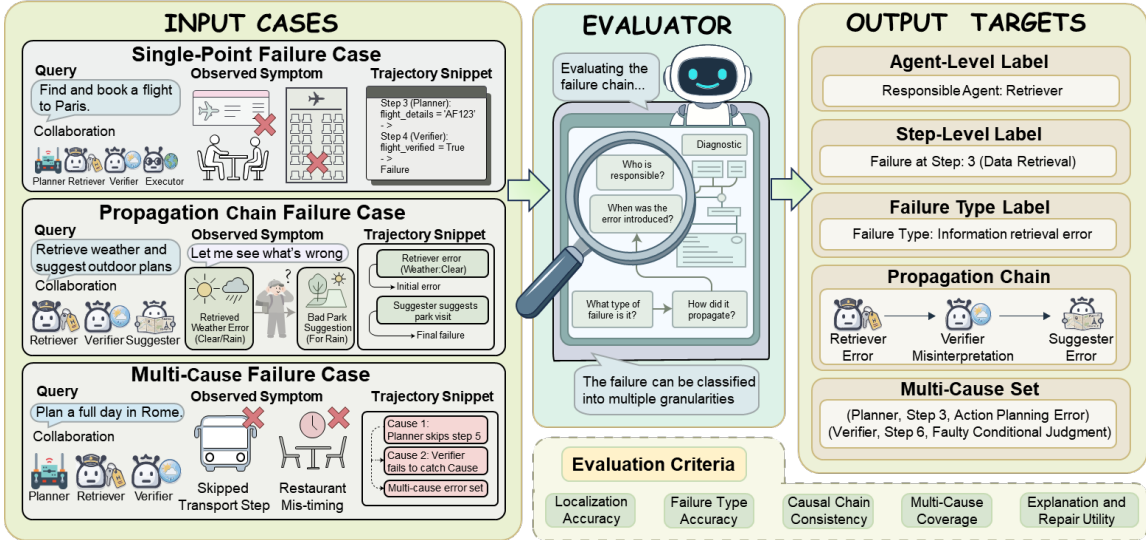 INPUT CASES
Single-Point Failure Case
Query
Find and book a flight
to Paris.
Collaboration
Planner Retriever Verifier Executor
Observed Symptom
Trajectory Snippet
Step 3 (Planner):
flight_details = 'AF123'
->
Step 4 (Verifier):
flight_verified = True
->
Failure
Propagation Chain Failure Case
Query
Retrieve weather and
suggest outdoor plans
Collaboration
Retriever Verifier Suggester
Observed Symptom
Let me see what's wrong
Retrieved
Weather Error
(Clear/Rain)
?
Bad Park
Suggestion
(For Rain)
Trajectory Snippet
Retriever error
(Weather:Clear)
Initial error
Suggester suggests
park visit
Final failure
Multi-Cause Failure Case
Query
Plan a full day in Rome.
Collaboration
Planner Retriever Verifier
Observed Symptom
Skipped
Transport Step
Restaurant
Mis-timing
Trajectory Snippet
Cause 1:
Planner skips step 5
Cause 2: Verifier
fails to catch Cause
Multi-cause error set
EVALUATOR
Evaluating the
failure chain...
Diagnostic
Who is
responsible?
When was the
error introduced?
What type of
failure is it?
How did it
propagate?
The failure can be classified
into multiple granularities
Evaluation Criteria
Localization
Accuracy
Failure Type
Accuracy
Causal Chain
Consistency
Multi-Cause
Coverage
Explanation and
Repair Utility
OUTPUT TARGETS
Agent-Level Label
Responsible Agent: Retriever
Step-Level Label
Failure at Step: 3 (Data Retrieval)
Failure Type Label
Failure Type: Information retrieval error
Propagation Chain
Retriever
Error
Verifier
Misinterpretation
Suggester
Error
Multi-Cause Set
(Planner, Step 3, Action Planning Error)
(Verifier, Step 6, Faulty Conditional Judgment)